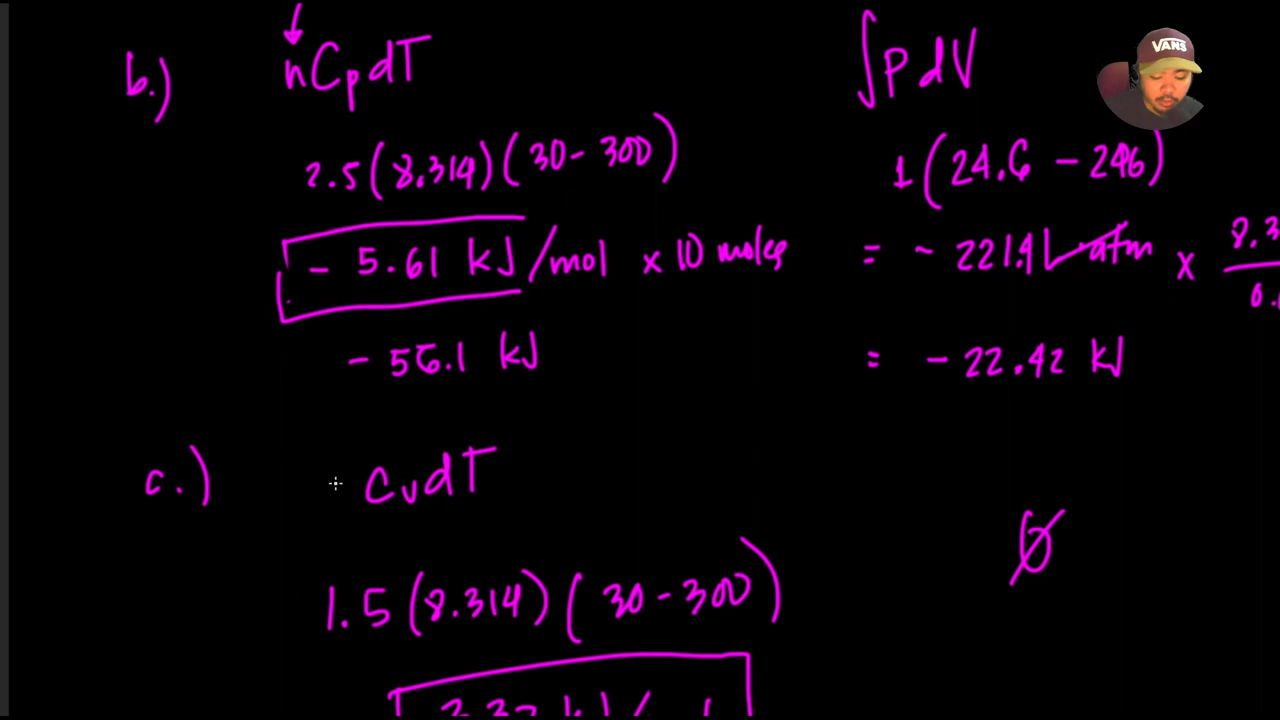 b.) nCpdT ∫PdV
VANS
2.5(8.314)(30-300) 1(24.6 - 246)
- 5.61 kJ/mol x 10 moles = - 221.4 L-atm x
- 56.1 kJ = - 22.42 kJ
c.) CvdT
Ø
1.5(8.314)(30-300)